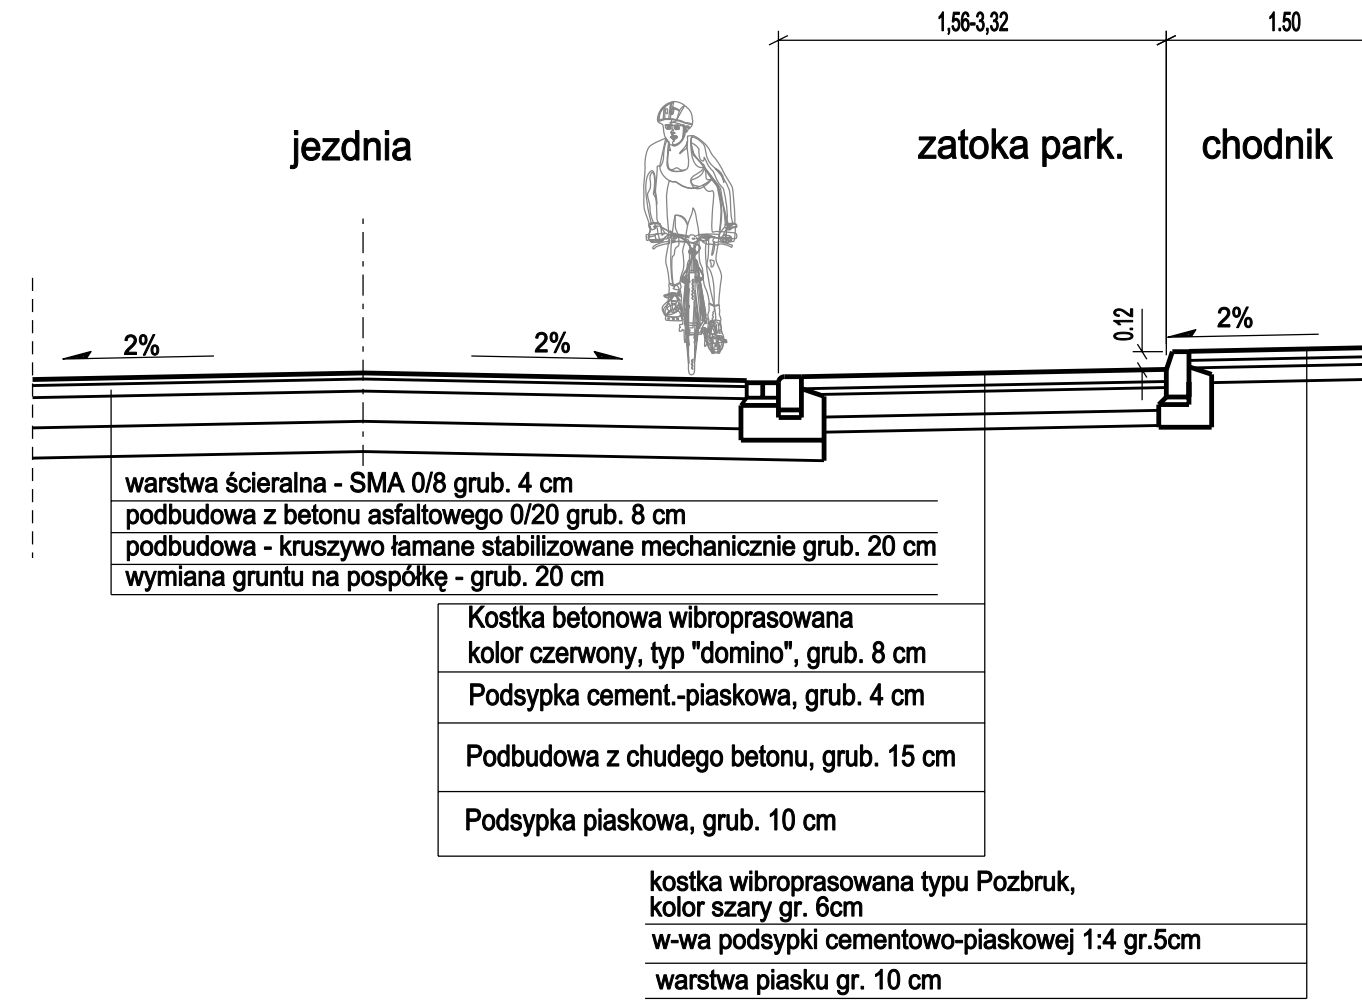 1,56-3,32
1.50
jezdnia
zatoka park.
chodnik
2%
2%
0.12
2%
warstwa ścieralna - SMA 0/8 grub. 4 cm
podbudowa z betonu asfaltowego 0/20 grub. 8 cm
podbudowa - kruszywo łamane stabilizowane mechanicznie grub. 20 cm
wymiana gruntu na pospółkę - grub. 20 cm
Kostka betonowa wibroprasowana
kolor czerwony, typ "domino", grub. 8 cm
Podsypka cement.-piaskowa, grub. 4 cm
Podbudowa z chudego betonu, grub. 15 cm
Podsypka piaskowa, grub. 10 cm
kostka wibroprasowana typu Pozbruk,
kolor szary gr. 6cm
w-wa podsypki cementowo-piaskowej 1:4 gr.5cm
warstwa piasku gr. 10 cm